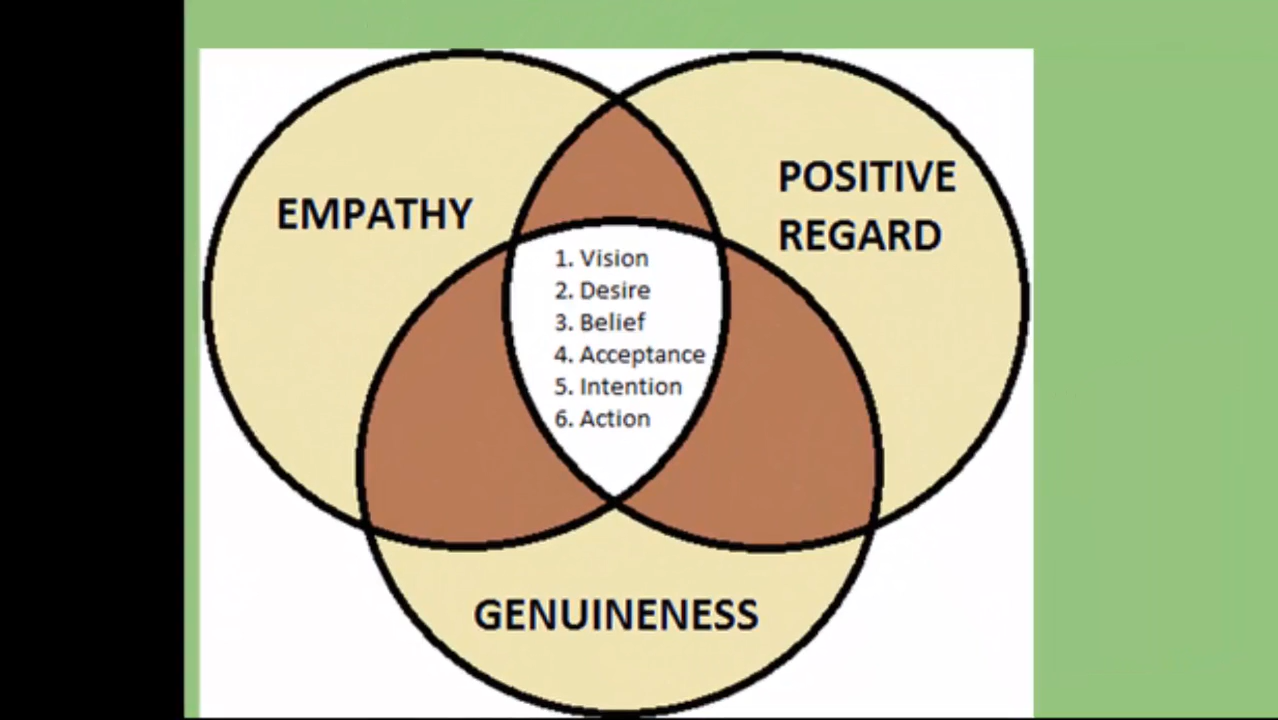 EMPATHY
POSITIVE
REGARD
1. Vision
2. Desire
3. Belief
4. Acceptance
5. Intention
6. Action
GENUINENESS